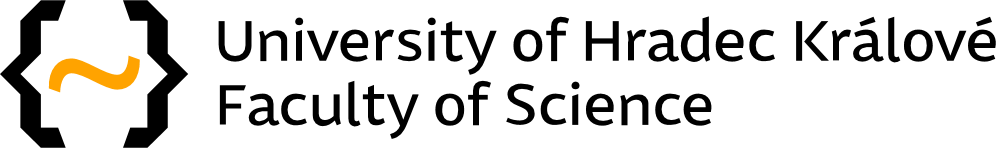 University of Hradec Králové
Faculty of Science